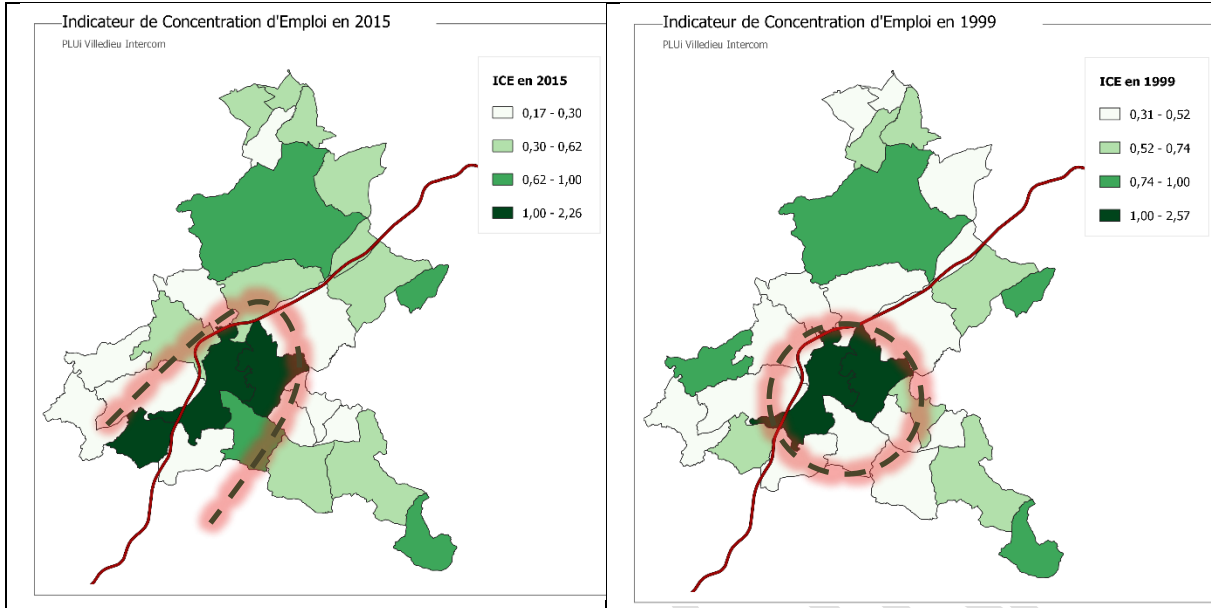 Indicateur de Concentration d'Emploi en 2015
PLUi Villedieu Intercom
ICE en 2015
0,17 - 0,30
0,30 - 0,62
0,62 - 1,00
1,00 - 2,26
Indicateur de Concentration d'Emploi en 1999
PLUi Villedieu Intercom
ICE en 1999
0,31 - 0,52
0,52 - 0,74
0,74 - 1,00
1,00 - 2,57